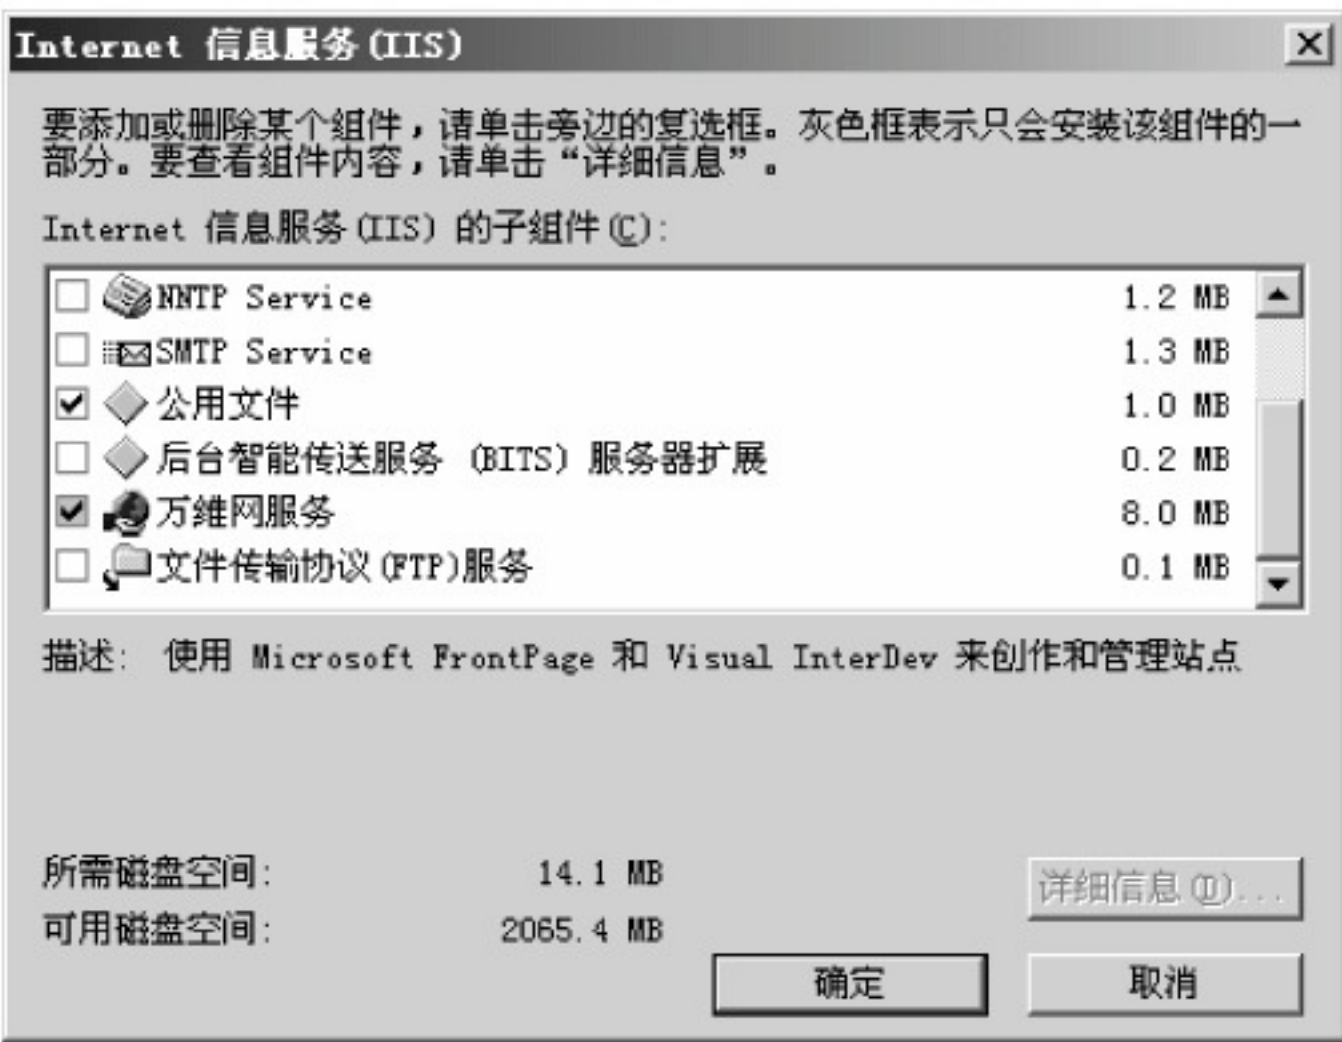 Internet 信息服务(IIS)
要添加或删除某个组件，请单击旁边的复选框。灰色框表示只会安装该组件的一
部分。要查看组件内容，请单击“详细信息”。
Internet 信息服务(IIS) 的子组件(C):
NNTP Service 1.2 MB
SMTP Service 1.3 MB
公用文件 1.0 MB
后台智能传送服务 (BITS) 服务器扩展 0.2 MB
万维网服务 8.0 MB
文件传输协议(FTP)服务 0.1 MB
描述: 使用 Microsoft FrontPage 和 Visual InterDev 来创作和管理站点
所需磁盘空间: 14.1 MB
详细信息(D)...
可用磁盘空间: 2065.4 MB
确定 取消